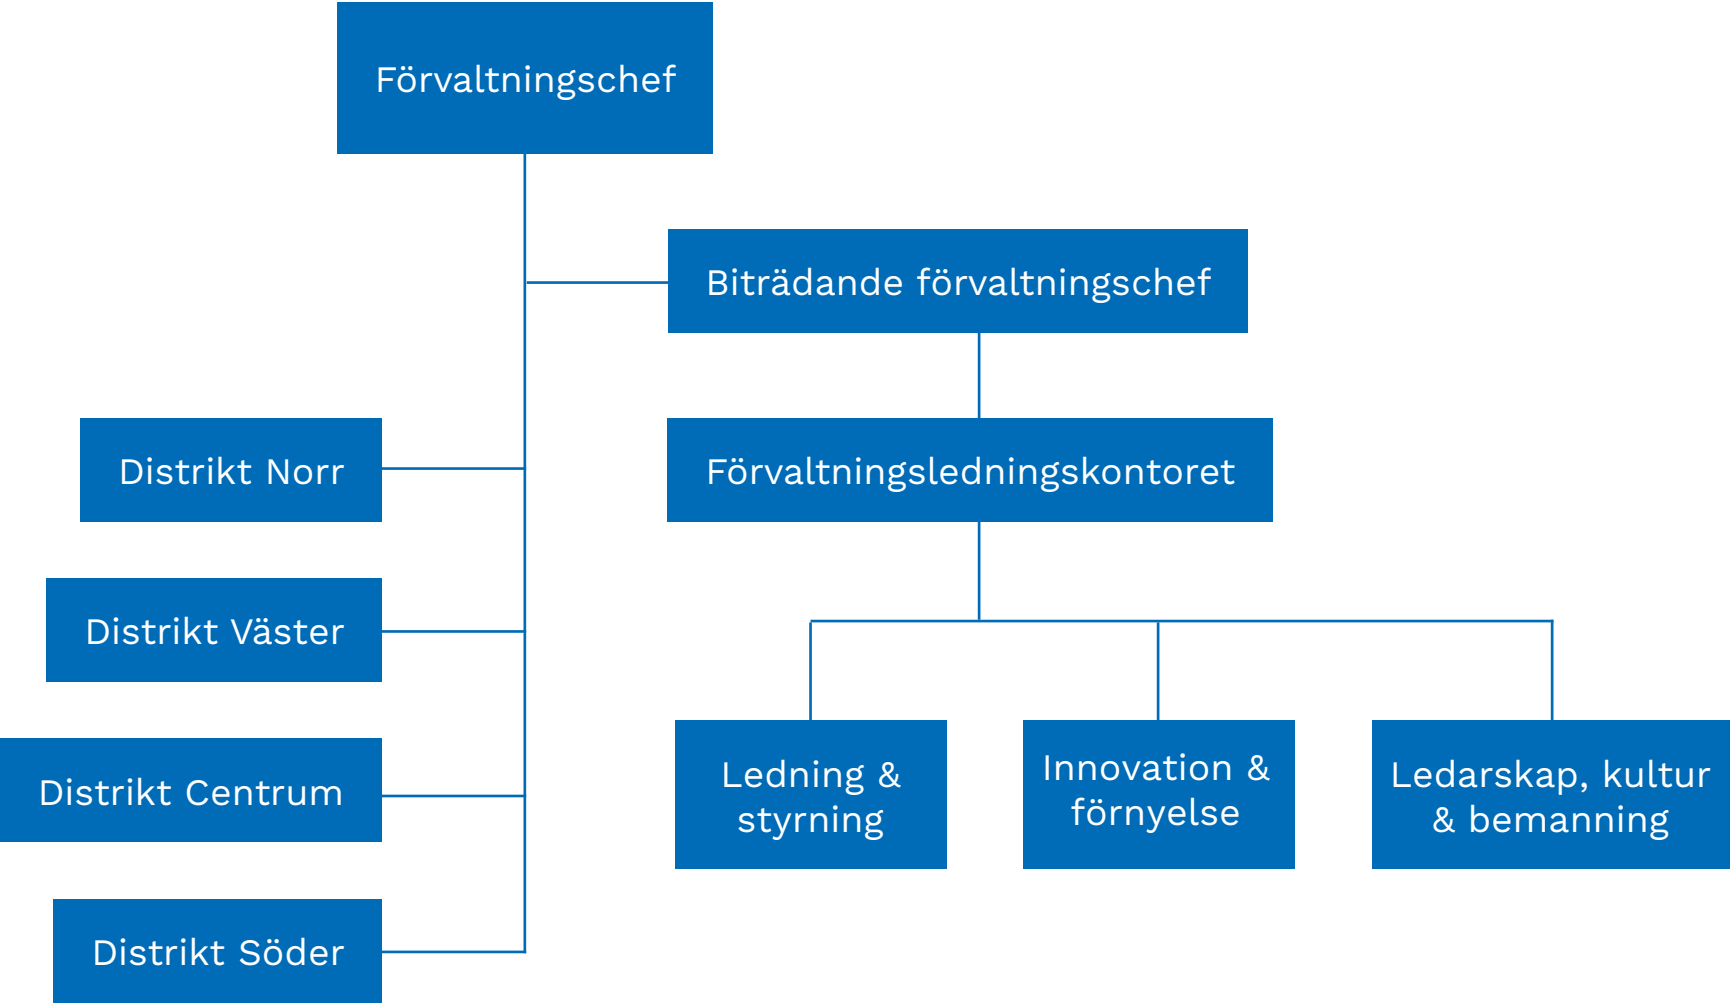 Förvaltningschef
Biträdande förvaltningschef
Distrikt Norr
Förvaltningsledningskontoret
Distrikt Väster
Distrikt Centrum
Ledning &
styrning
Innovation &
förnyelse
Ledarskap, kultur
& bemanning
Distrikt Söder